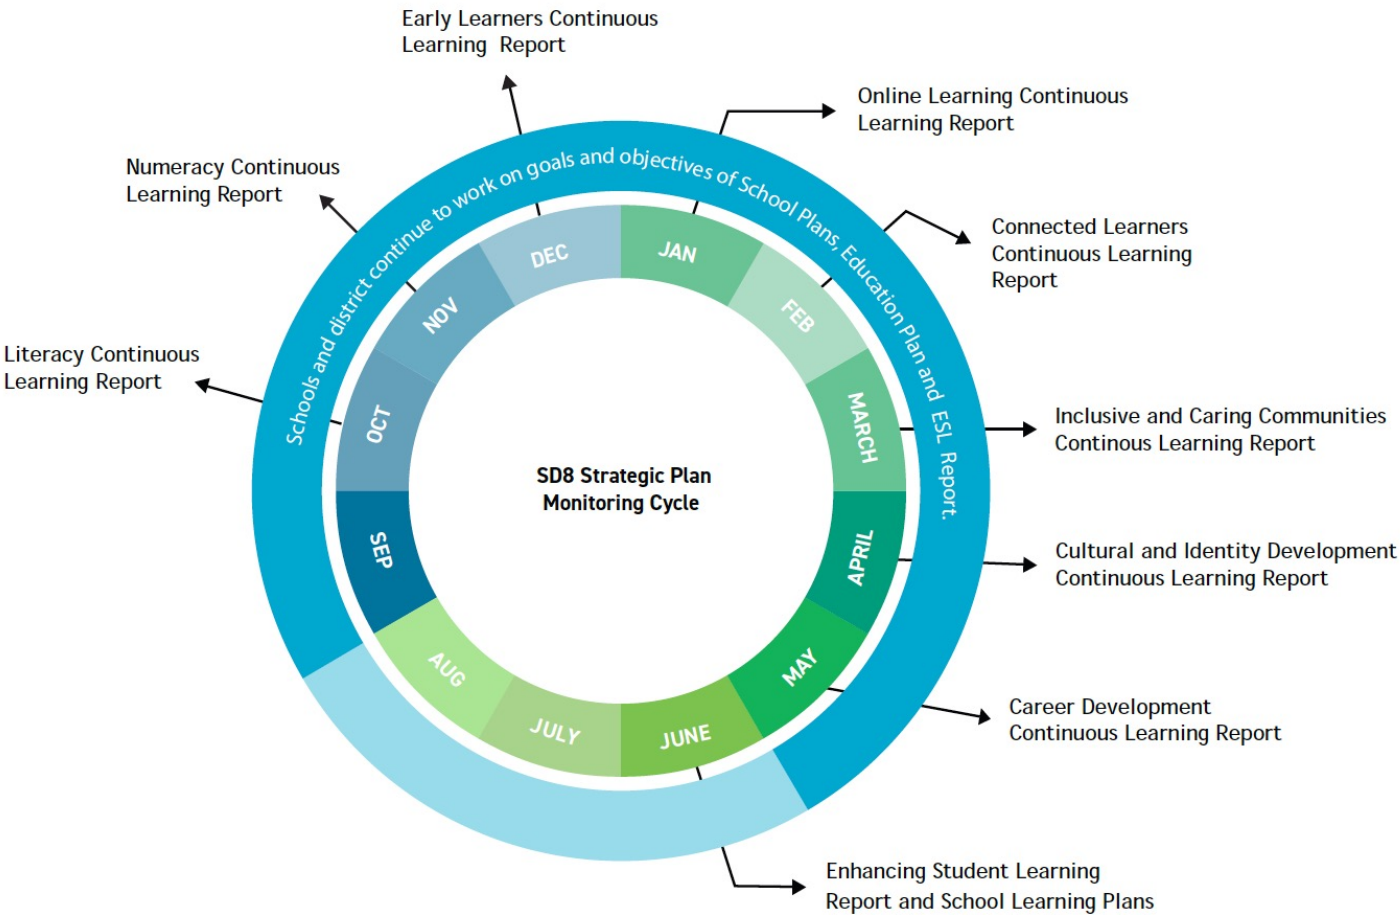 Early Learners Continuous
Learning Report
Online Learning Continuous
Learning Report
Numeracy Continuous
Learning Report
Connected Learners
Continuous Learning
Report
Literacy Continuous
Learning Report
Inclusive and Caring Communities
Continous Learning Report
Cultural and Identity Development
Continuous Learning Report
Career Development
Continuous Learning Report
Enhancing Student Learning
Report and School Learning Plans
Schools and district continue to work on goals and objectives of School Plans, Education Plan and ESL Report.
JAN
FEB
MARCH
APRIL
MAY
JUNE
JULY
AUG
SEP
OCT
NOV
DEC
SD8 Strategic Plan
Monitoring Cycle